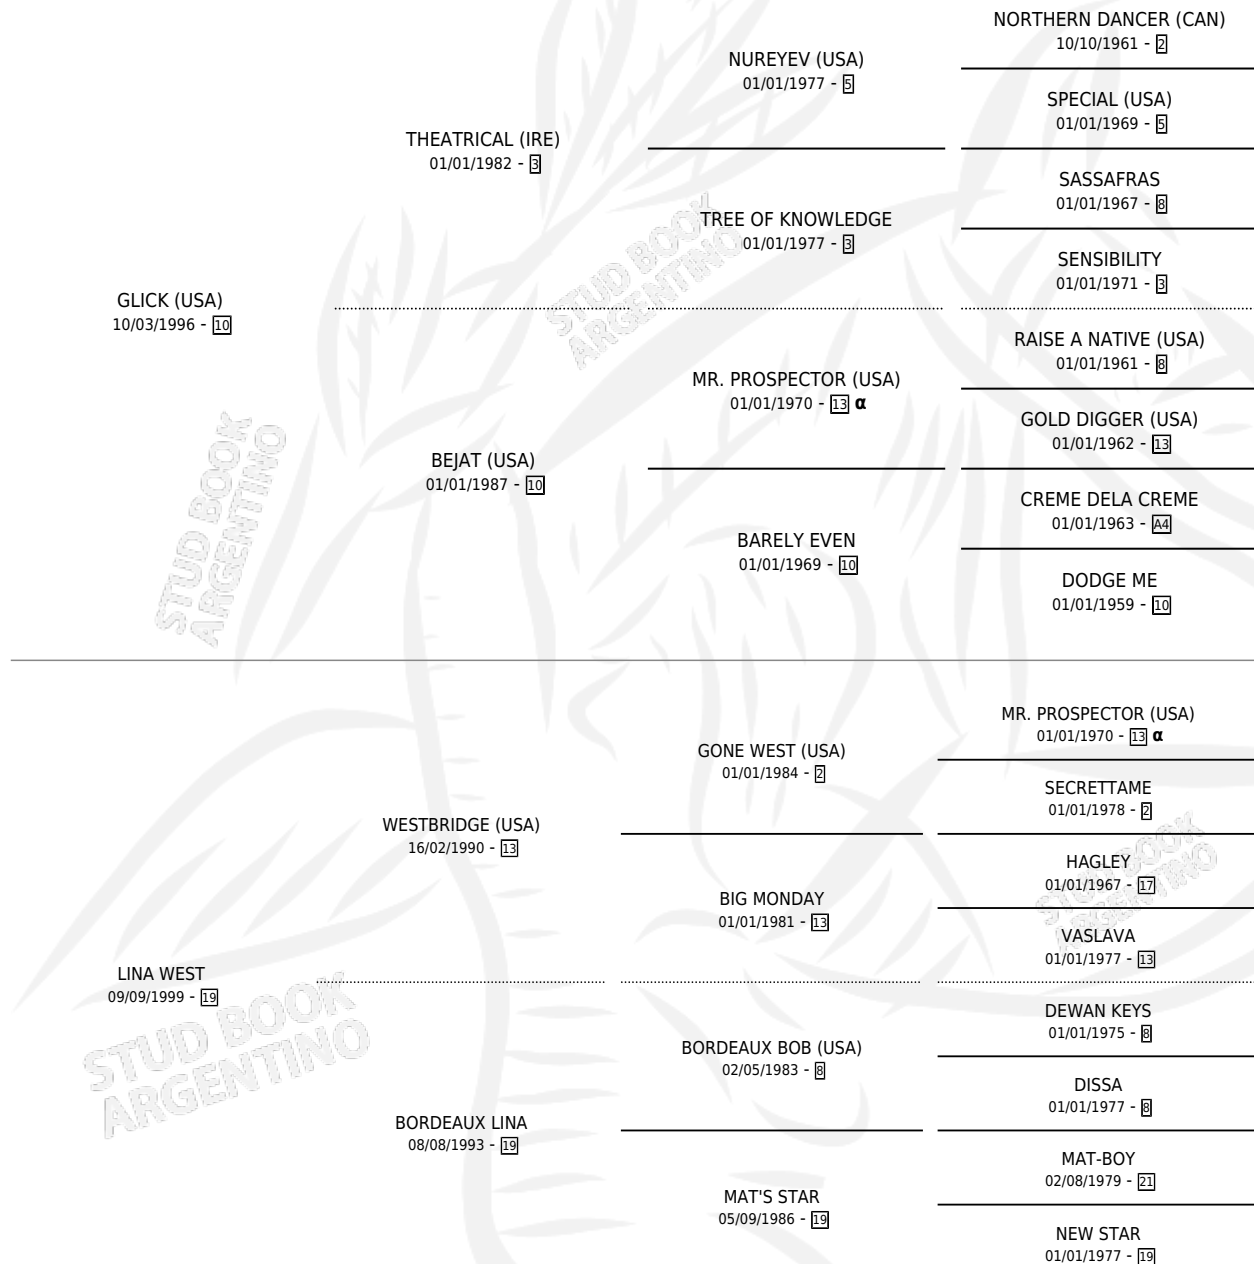 NORTHERN DANCER (CAN)
10/10/1961 - 2
NUREYEV (USA)
01/01/1977 - 5
SPECIAL (USA)
01/01/1969 - 5
THEATRICAL (IRE)
01/01/1982 - 3
SASSAFRAS
01/01/1967 - 8
TREE OF KNOWLEDGE
01/01/1977 - 3
SENSIBILITY
01/01/1971 - 3
GLICK (USA)
10/03/1996 - 10
RAISE A NATIVE (USA)
01/01/1961 - 8
MR. PROSPECTOR (USA)
01/01/1970 - 13 α
GOLD DIGGER (USA)
01/01/1962 - 13
BEJAT (USA)
01/01/1987 - 10
CREME DELA CREME
01/01/1963 - A4
BARELY EVEN
01/01/1969 - 10
DODGE ME
01/01/1959 - 10
MR. PROSPECTOR (USA)
01/01/1970 - 13 α
GONE WEST (USA)
01/01/1984 - 2
SECRETTAME
01/01/1978 - 2
WESTBRIDGE (USA)
16/02/1990 - 13
HAGLEY
01/01/1967 - 17
BIG MONDAY
01/01/1981 - 13
VASLAVA
01/01/1977 - 13
LINA WEST
09/09/1999 - 19
DEWAN KEYS
01/01/1975 - 8
BORDEAUX BOB (USA)
02/05/1983 - 8
DISSA
01/01/1977 - 8
BORDEAUX LINA
08/08/1993 - 19
MAT-BOY
02/08/1979 - 21
MAT'S STAR
05/09/1986 - 19
NEW STAR
01/01/1977 - 19
STUD BOOK
ARGENTINO
STUD BOOK
ARGENTINO
STUD BOOK
ARGENTINO
STUD BOOK
ARGENTINO